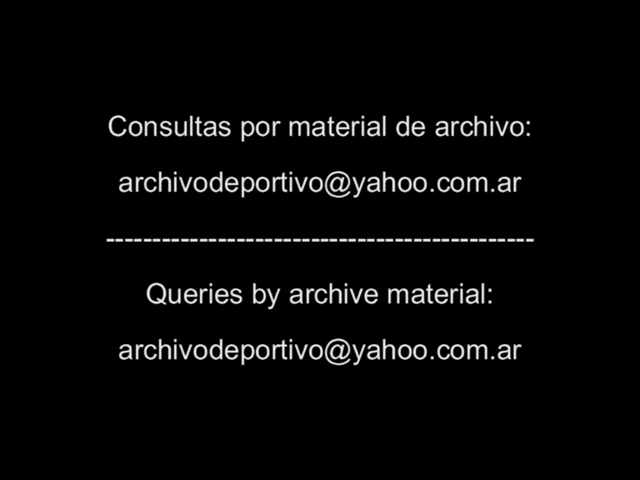 Consultas por material de archivo:
archivodeportivo@yahoo.com.ar
----------------------------------------------
Queries by archive material:
archivodeportivo@yahoo.com.ar